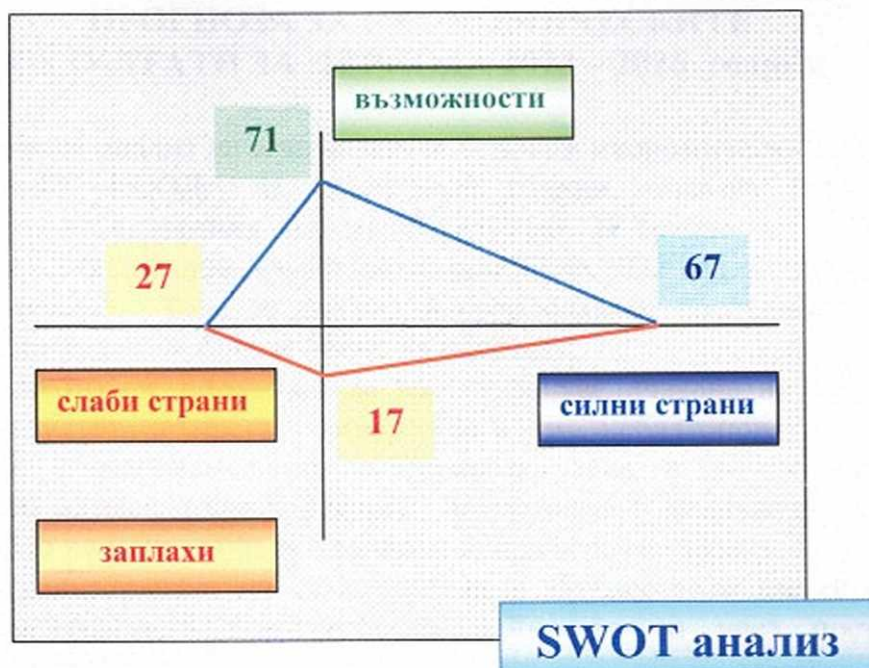 възможности
71
27
67
слаби страни
17
силни страни
заплахи
SWOT анализ